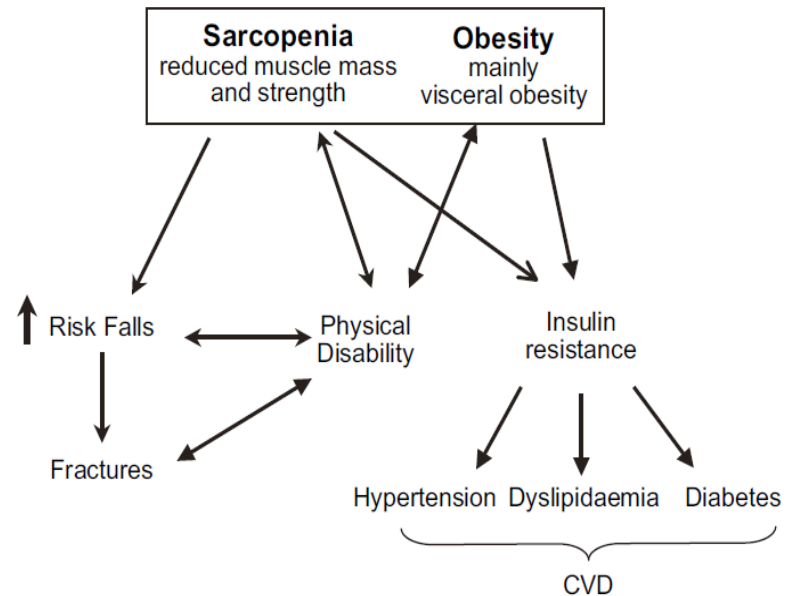 Sarcopenia
reduced muscle mass
and strength
Obesity
mainly
visceral obesity
Risk Falls
Physical
Disability
Insulin
resistance
Fractures
Hypertension Dyslipidaemia Diabetes
CVD